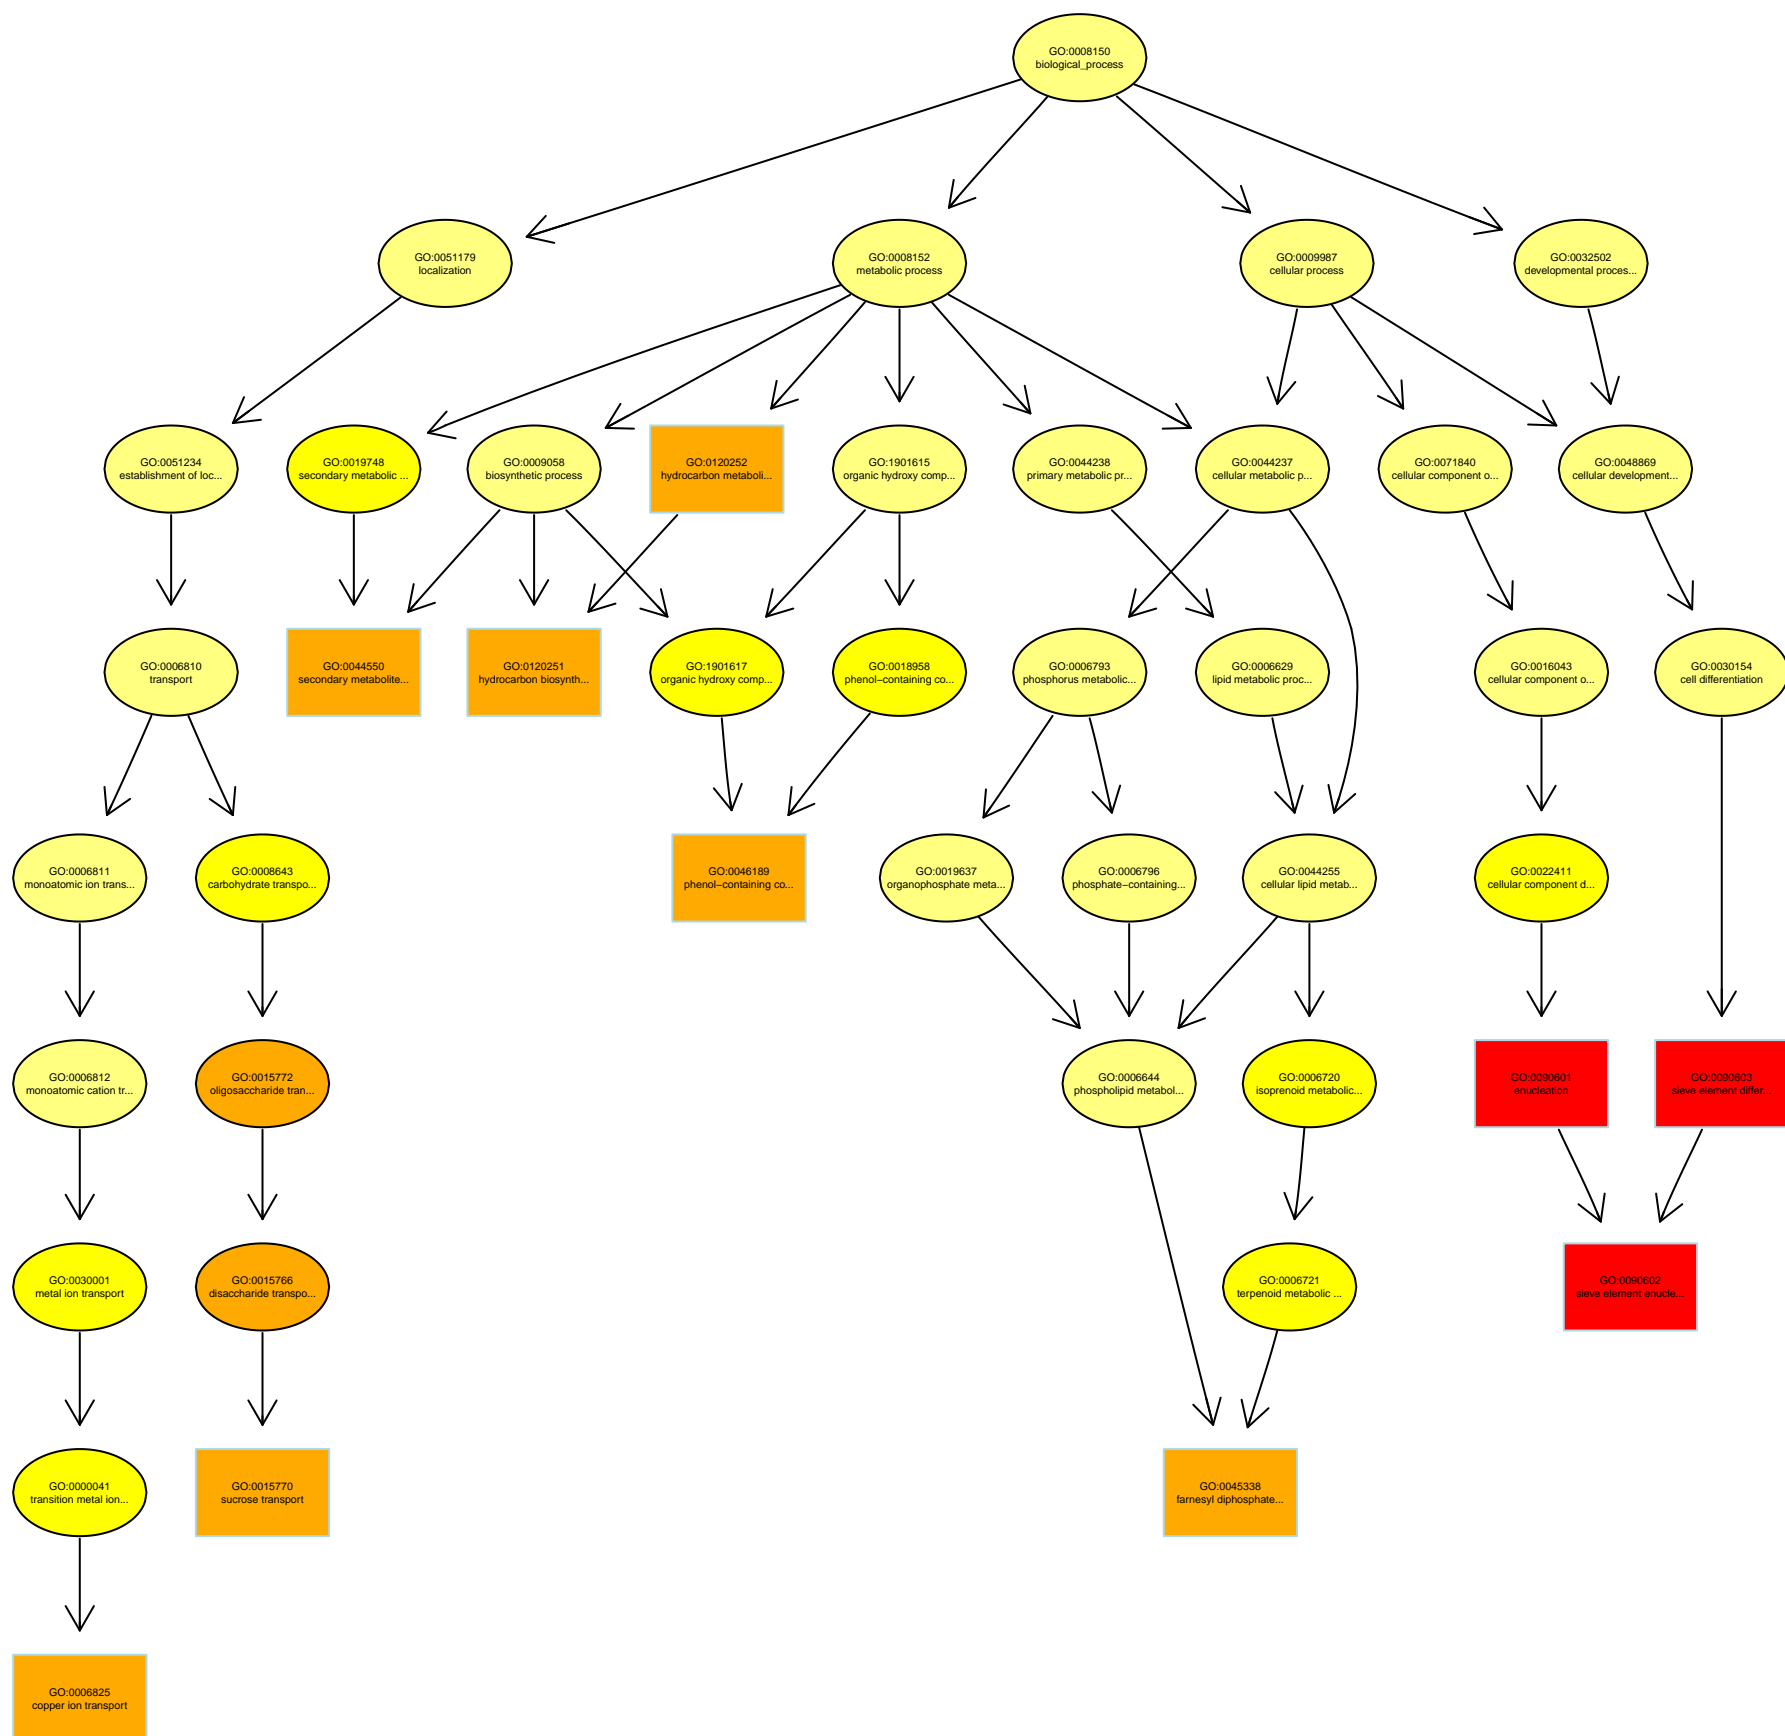 GO:0008150
biological_process
GO:0051179
localization
GO:0008152
metabolic process
GO:0009987
cellular process
GO:0032502
developmental proces...
GO:0051234
establishment of loc...
GO:0019748
secondary metabolic ...
GO:0009058
biosynthetic process
GO:0120252
hydrocarbon metaboli...
GO:1901615
organic hydroxy comp...
GO:0044238
primary metabolic pr...
GO:0044237
cellular metabolic p...
GO:0071840
cellular component o...
GO:0048869
cellular development...
GO:0006810
transport
GO:0044550
secondary metabolite...
GO:0120251
hydrocarbon biosynth...
GO:1901617
organic hydroxy comp...
GO:0018958
phenol−containing co...
GO:0006793
phosphorus metabolic...
GO:0006629
lipid metabolic proc...
GO:0016043
cellular component o...
GO:0030154
cell differentiation
GO:0006811
monoatomic ion trans...
GO:0008643
carbohydrate transpo...
GO:0046189
phenol−containing co...
GO:0019637
organophosphate meta...
GO:0006796
phosphate−containing...
GO:0044255
cellular lipid metab...
GO:0022411
cellular component d...
GO:0006812
monoatomic cation tr...
GO:0015772
oligosaccharide tran...
GO:0006644
phospholipid metabol...
GO:0006720
isoprenoid metabolic...
GO:0090601
enucleation
GO:0090603
sieve element differ...
GO:0030001
metal ion transport
GO:0015766
disaccharide transpo...
GO:0006721
terpenoid metabolic ...
GO:0090602
sieve element enucle...
GO:0000041
transition metal ion...
GO:0015770
sucrose transport
GO:0045338
farnesyl diphosphate...
GO:0006825
copper ion transport